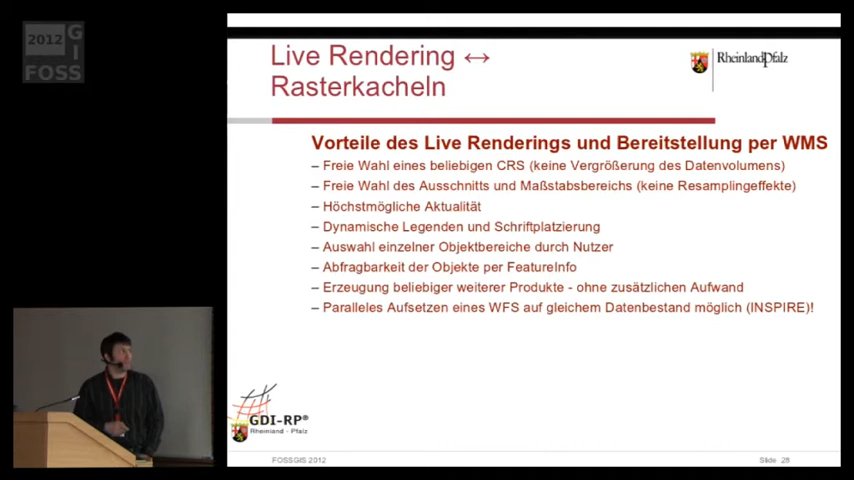 2012
GI
FOSS
Live Rendering ↔
Rasterkacheln
RheinlandPfalz
Vorteile des Live Renderings und Bereitstellung per WMS
– Freie Wahl eines beliebigen CRS (keine Vergrößerung des Datenvolumens)
– Freie Wahl des Ausschnitts und Maßstabsbereichs (keine Resamplingeffekte)
– Höchstmögliche Aktualität
– Dynamische Legenden und Schriftplatzierung
– Auswahl einzelner Objektbereiche durch Nutzer
– Abfragbarkeit der Objekte per FeatureInfo
– Erzeugung beliebiger weiterer Produkte - ohne zusätzlichen Aufwand
– Paralleles Aufsetzen eines WFS auf gleichem Datenbestand möglich (INSPIRE)!
GDI-RP®
Rheinland - Pfalz
FOSSGIS 2012
Slide 28